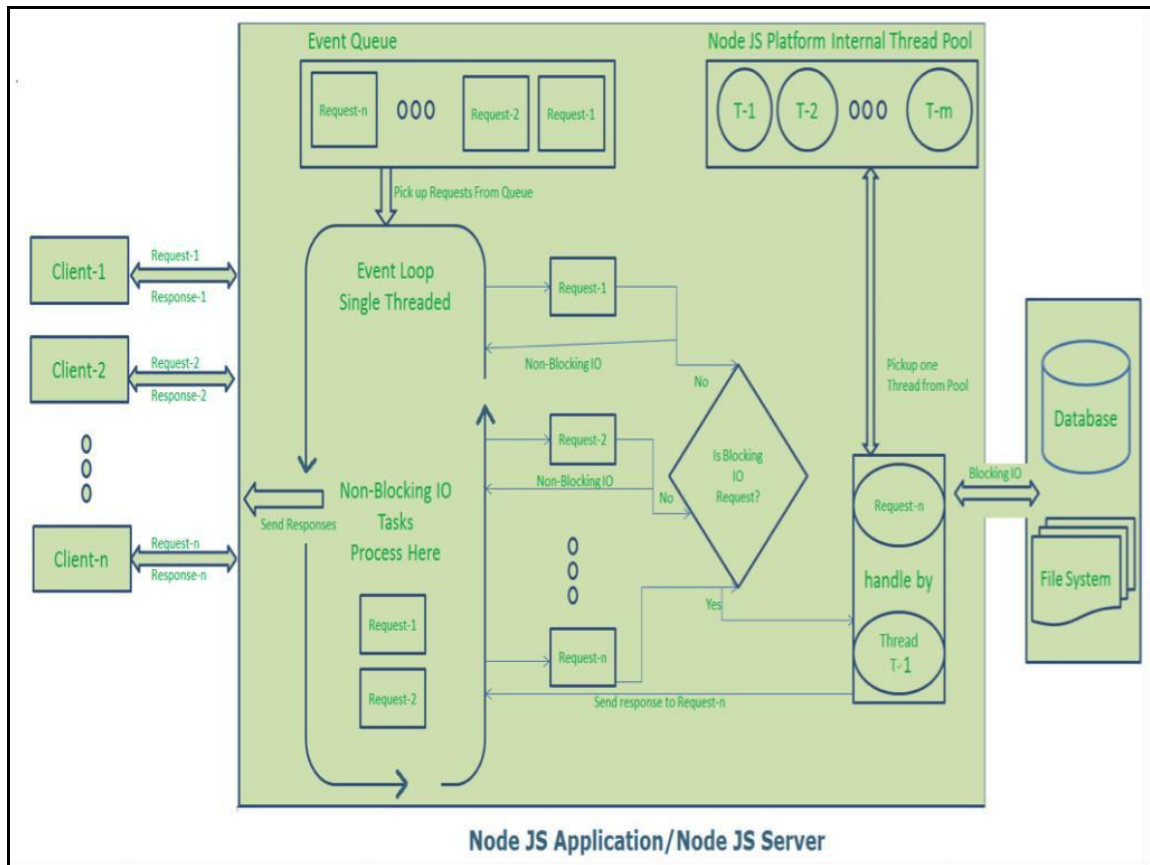 Event Queue
Request-n
Request-2
Request-1
Node JS Platform Internal Thread Pool
T-1
T-2
T-m
Pick up Requests From Queue
Client-1
Request-1
Response-1
Client-2
Request-2
Response-2
Client-n
Request-n
Response-n
Event Loop
Single Threaded
Request-1
Non-Blocking IO
No
Request-2
Non-Blocking IO
No
Is Blocking
IO
Request?
Yes
Request-n
Send response to Request-n
Send Responses
Non-Blocking IO
Tasks
Process Here
Request-1
Request-2
Pickup one
Thread from Pool
Request-n
handle by
Thread
T-1
Blocking IO
Database
File System
Node JS Application/Node JS Server